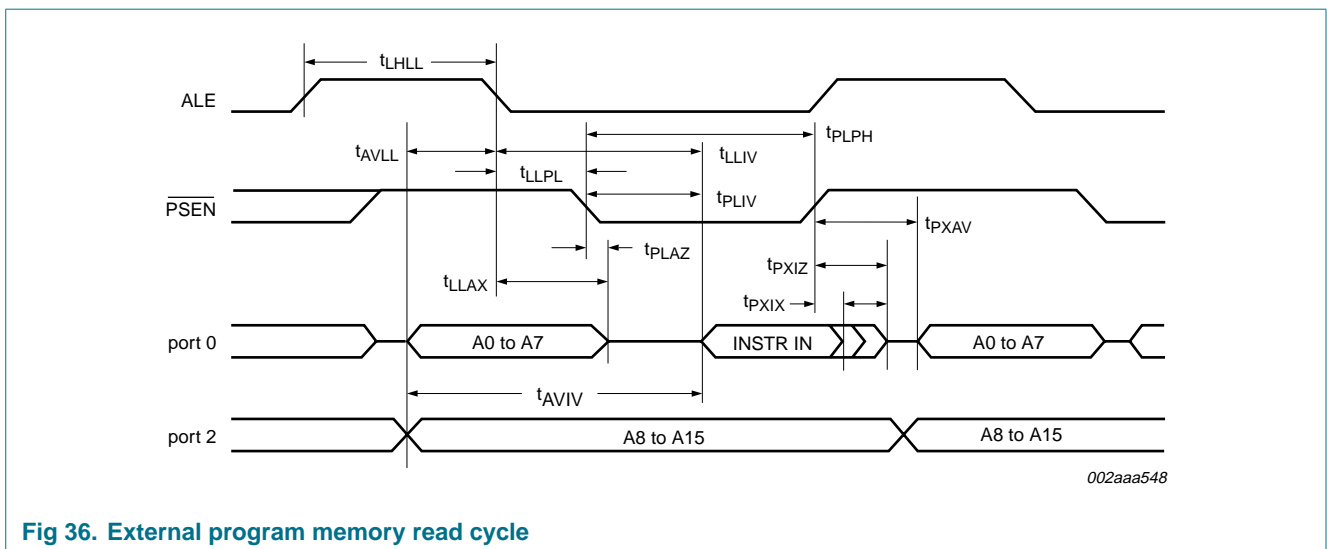 tLHLL
ALE
tPLPH
tAVLL
tLLIV
tLLPL
PSEN
tPLIV
tPXAV
tPLAZ
tPXIZ
tLLAX
tPXIX
port 0
A0 to A7
INSTR IN
A0 to A7
tAVIV
port 2
A8 to A15
A8 to A15
002aaa548
Fig 36. External program memory read cycle